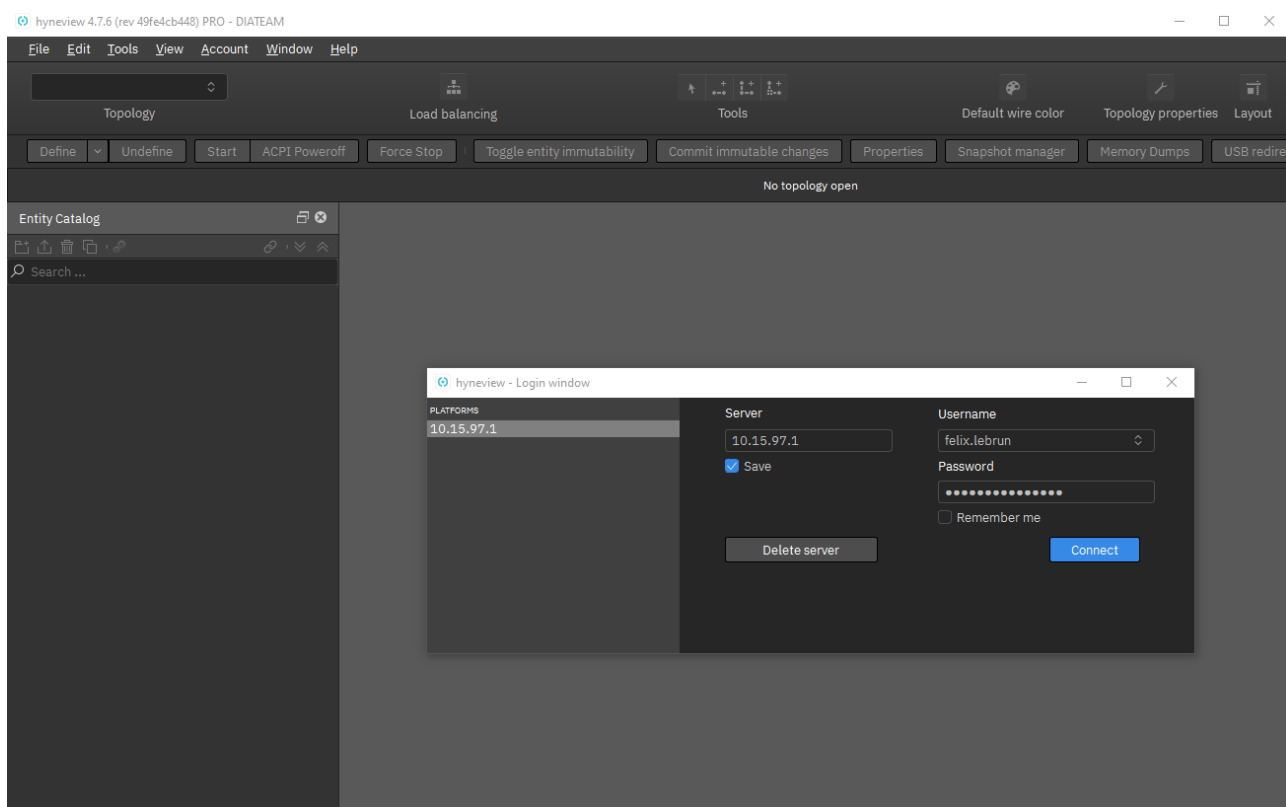 hyneview 4.7.6 (rev 49fe4cb448) PRO - DIATEAM
File Edit Tools View Account Window Help
Topology Load balancing Tools Default wire color Topology properties Layout
Define Undefine Start ACPI Poweroff Force Stop Toggle entity immutability Commit immutable changes Properties Snapshot manager Memory Dumps USB redire
No topology open
Entity Catalog
Search ...
hyneview - Login window
PLATFORMS
10.15.97.1
Server
10.15.97.1
Save
Delete server
Username
felix.lebrun
Password
●●●●●●●●●●●●●●●
Remember me
Connect